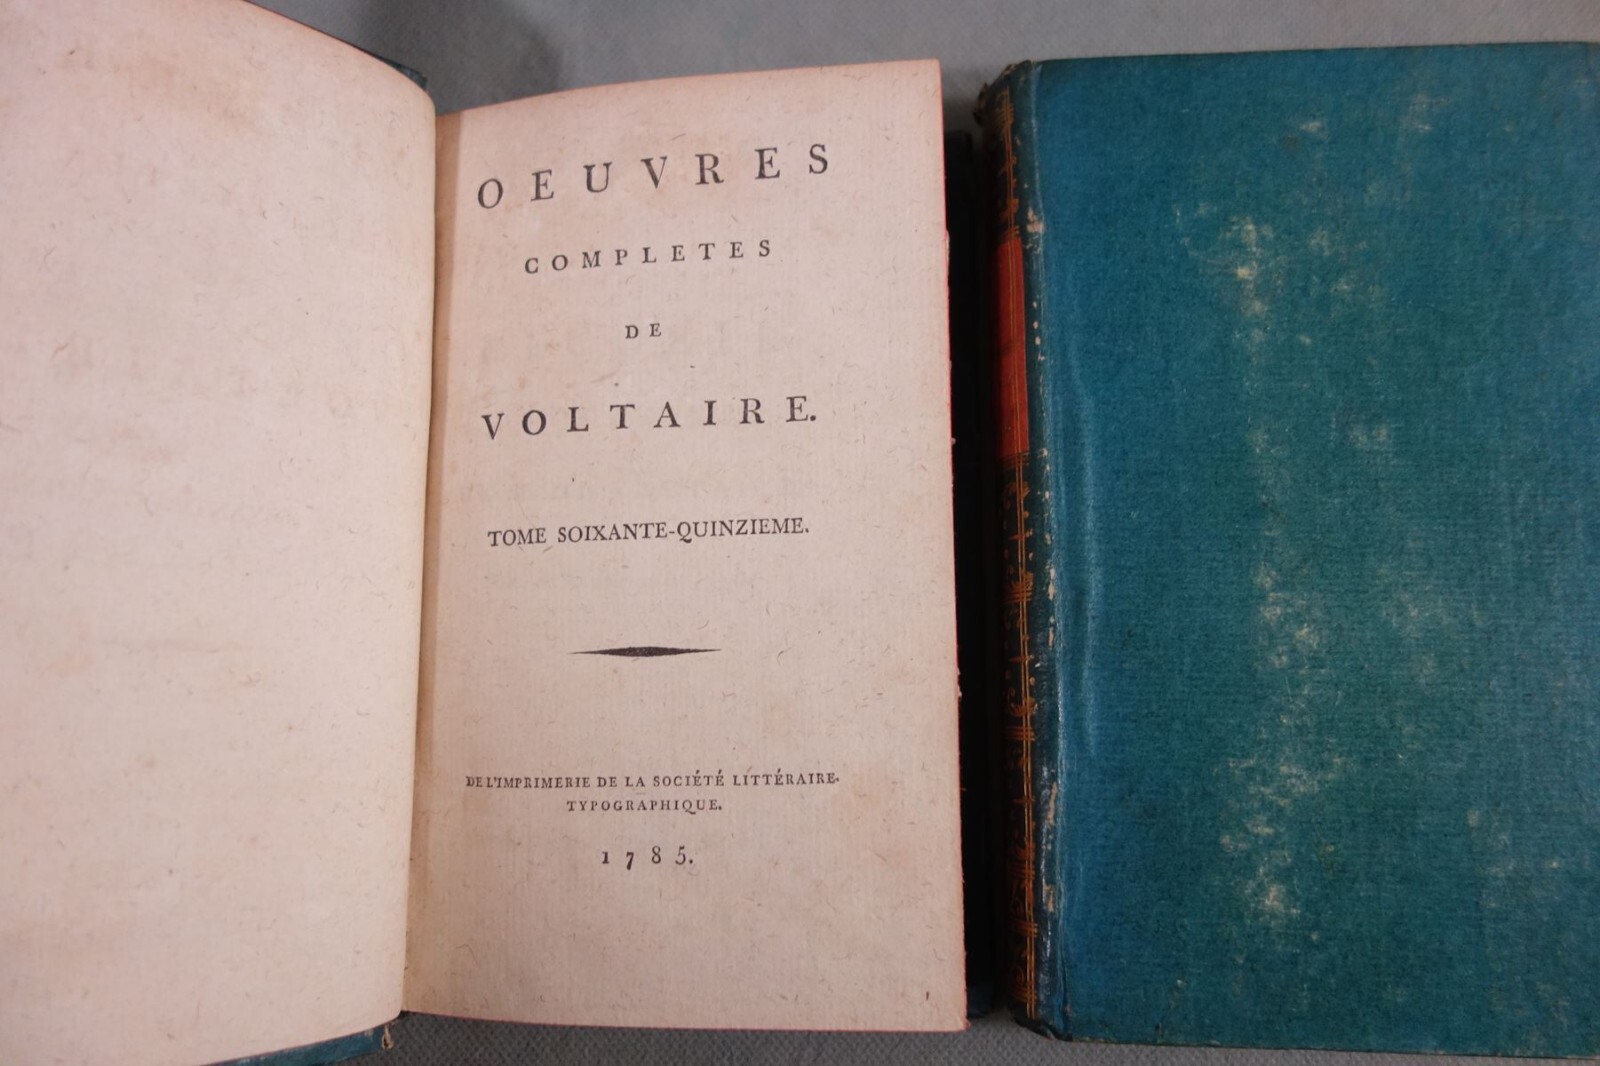 OEUVRES
COMPLETES
DE
VOLTAIRE.
TOME SOIXANTE-QUINZIEME.
DE L'IMPRIMERIE DE LA SOCIÉTÉ LITTÉRAIRE-
TYPOGRAPHIQUE.
1785.